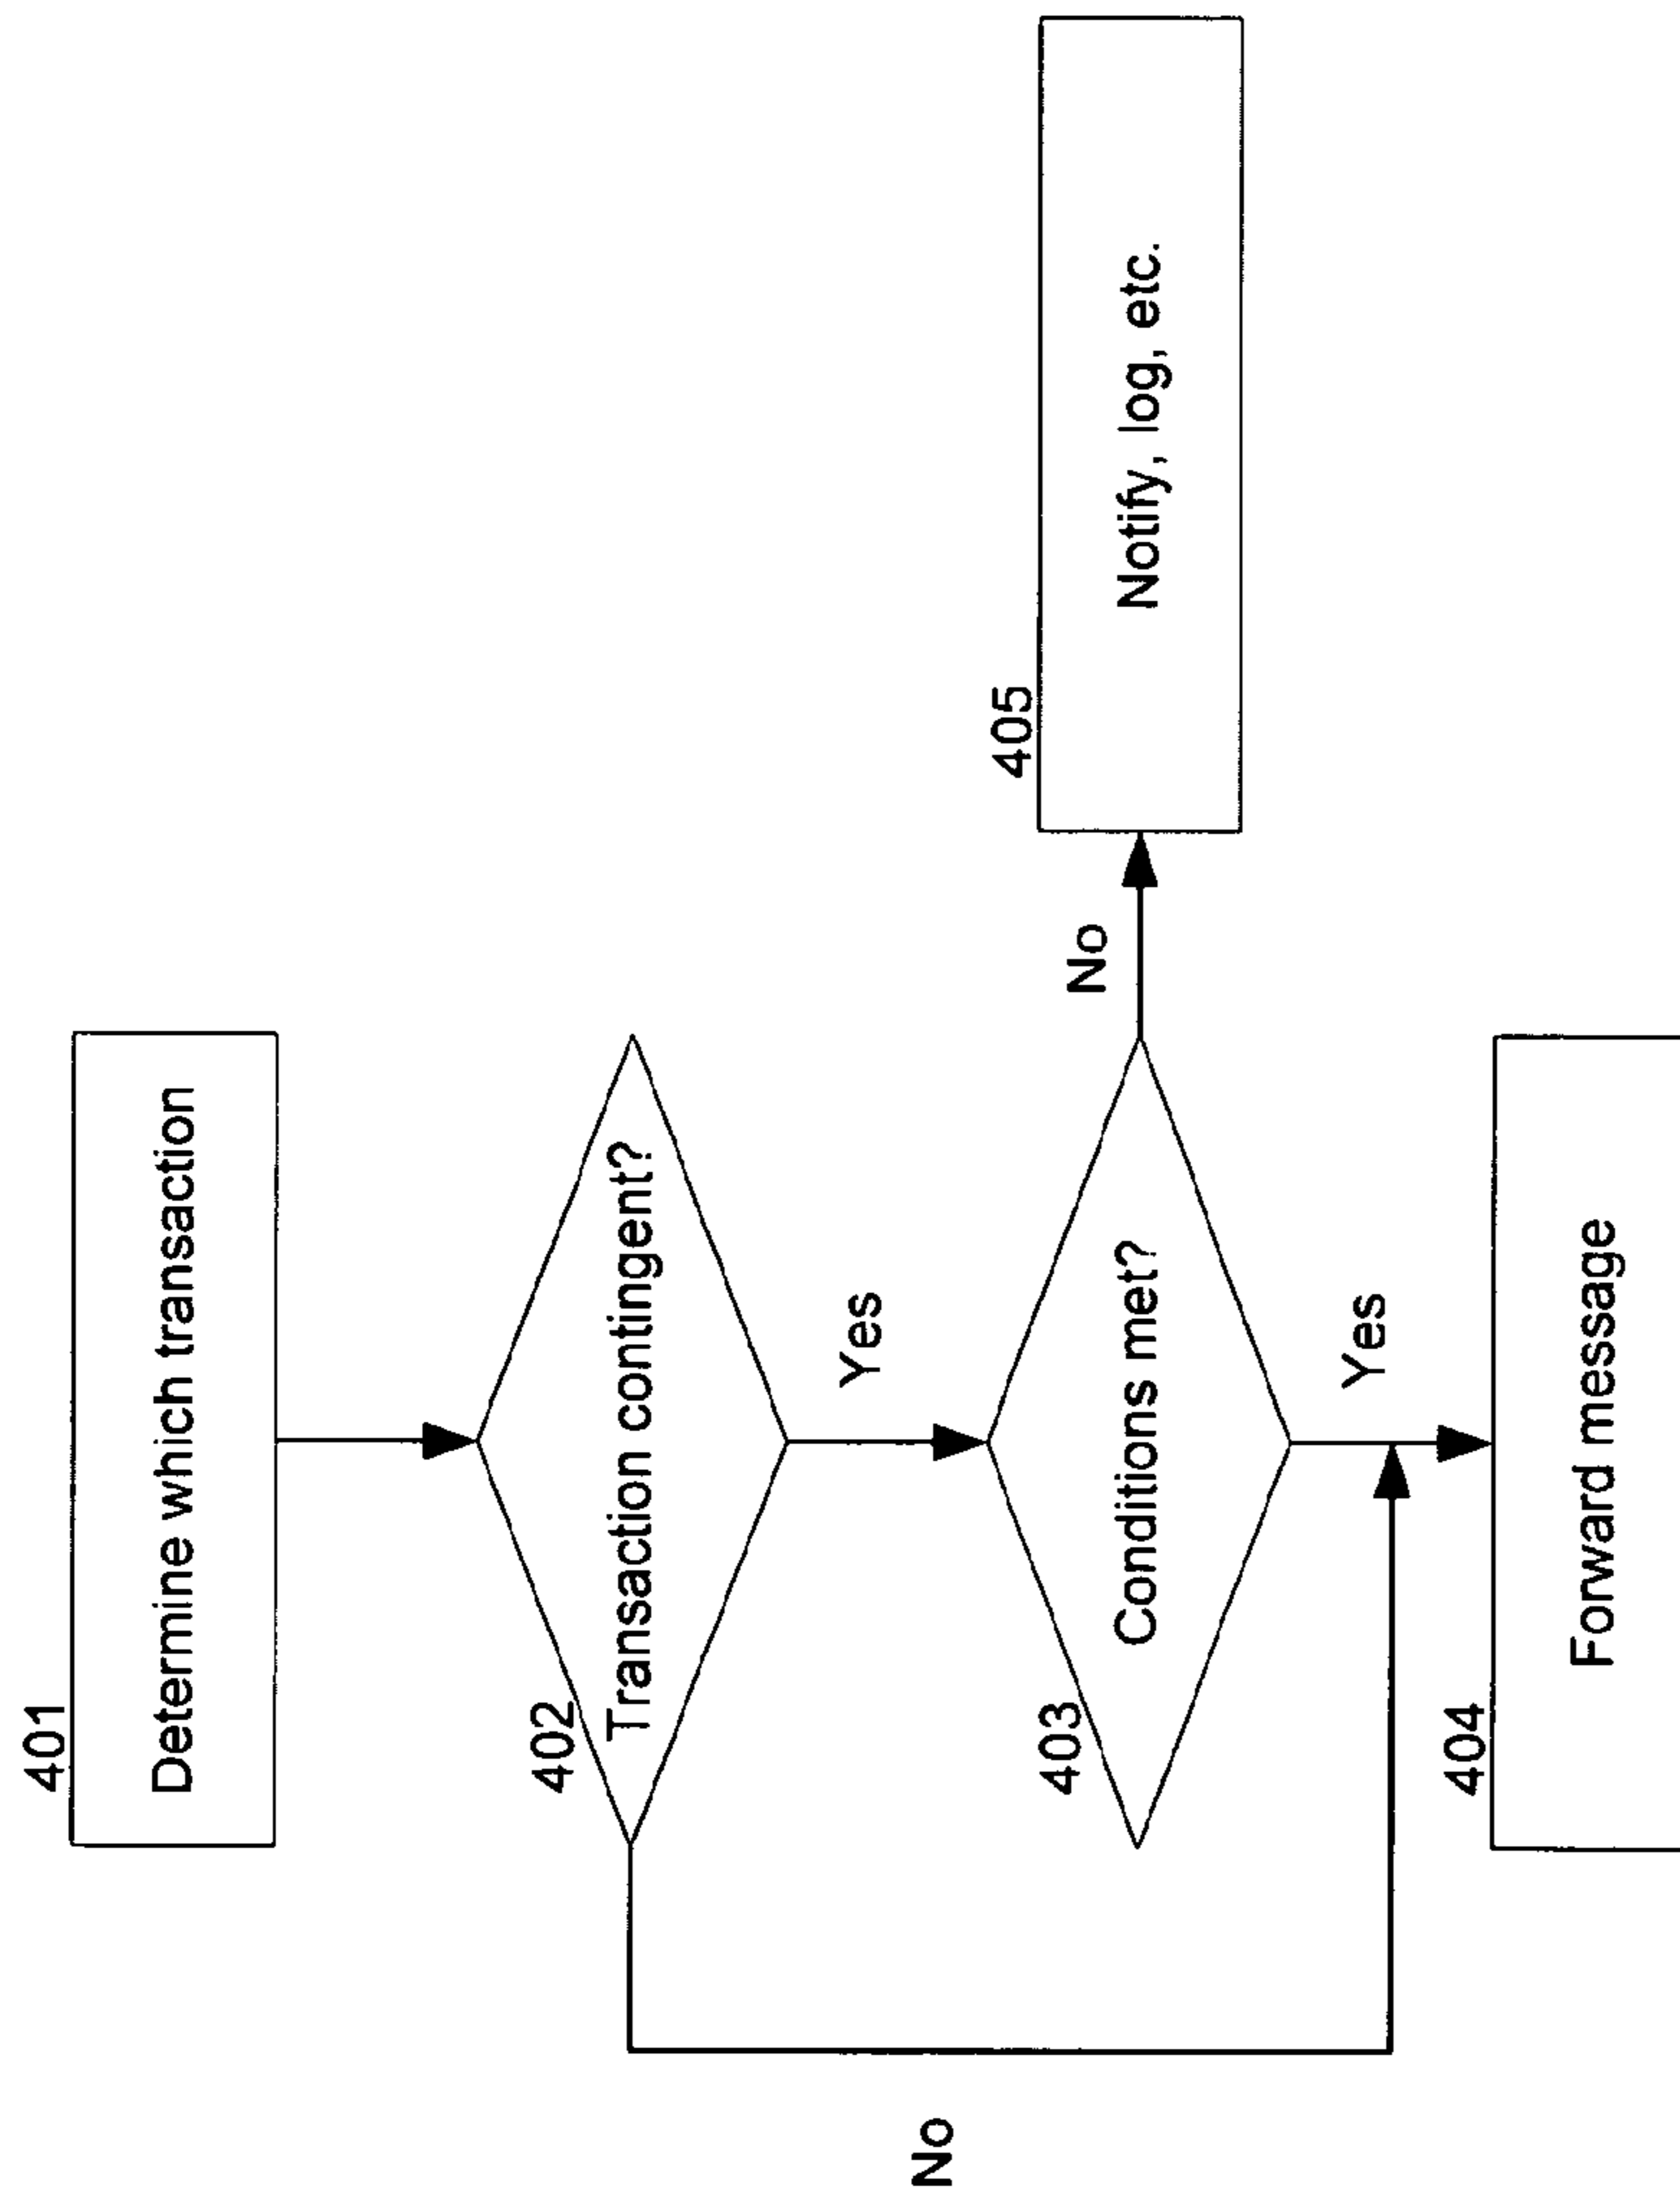 401
Determine which transaction
402
Transaction contingent?
Yes
No
403
Conditions met?
No
405
Notify, log, etc.
Yes
404
Forward message